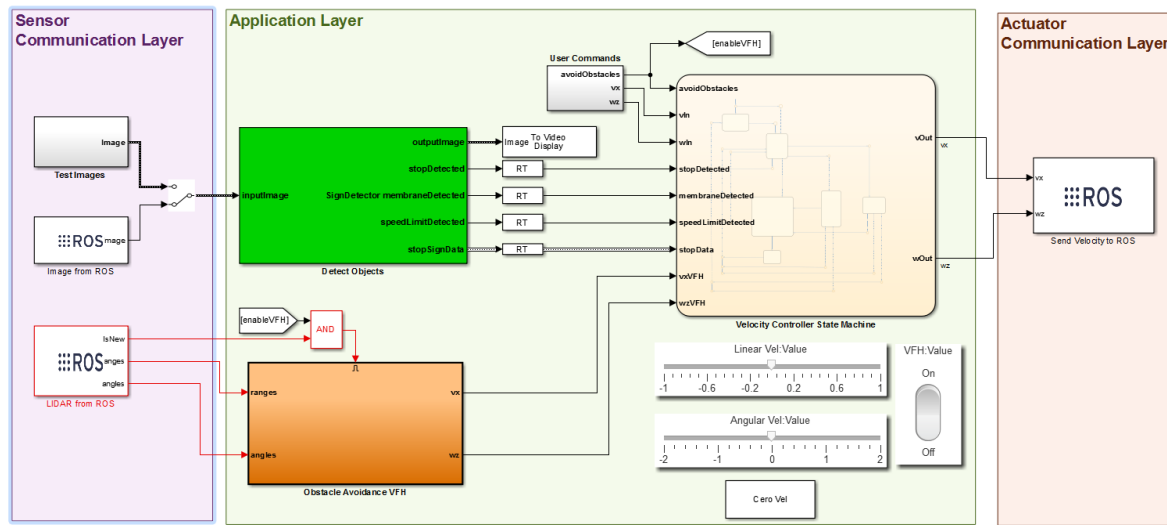 Sensor
Communication Layer
Image
Test Images
ROS
mage
Image from ROS
IsNew
ROS
anges
angles
LIDAR from ROS
Application Layer
[enableVFH]
User Commands
avoidObstacles
vx
wz
inputImage
outputImage
stopDetected
SignDetector membraneDetected
speedLimitDetected
stopSignData
Detect Objects
Image To Video
Display
RT
RT
RT
RT
avoidObstacles
vIn
wIn
stopDetected
membraneDetected
speedLimitDetected
stopData
vxVFH
wzVFH
vOut
wOut
vx
wz
Velocity Controller State Machine
[enableVFH]
AND
ranges
angles
vx
wz
Obstacle Avoidance VFH
Linear Vel:Value
-1 -0.6 -0.2 0.2 0.6 1
Angular Vel:Value
-2 -1 0 1 2
VFH:Value
On
Off
Cero Vel
Actuator
Communication Layer
vx
wz
ROS
Send Velocity to ROS